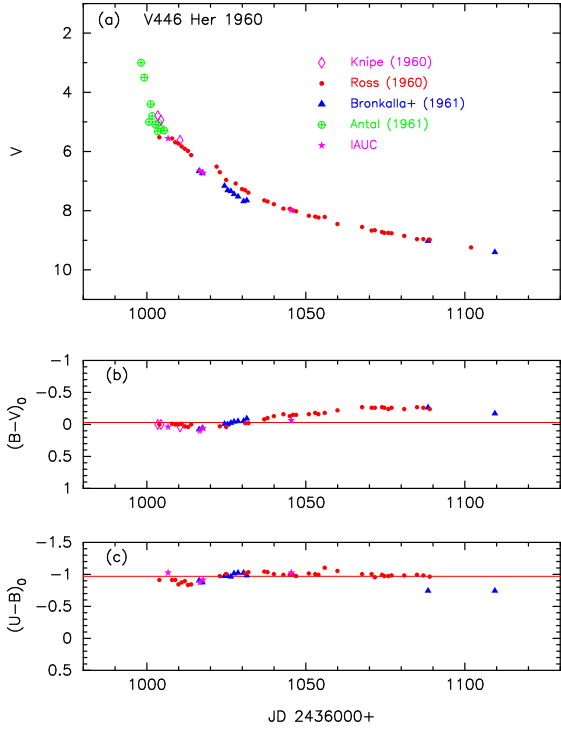 (a) V446 Her 1960
Knipe (1960)
Ross (1960)
Bronkalla+ (1961)
Antal (1961)
IAUC
2
4
6
8
10
V
1000 1050 1100
(b)
−1
−0.5
0
0.5
1
(B−V)0
1000 1050 1100
(c)
−1.5
−1
−0.5
0
0.5
(U−B)0
1000 1050 1100
JD 2436000+